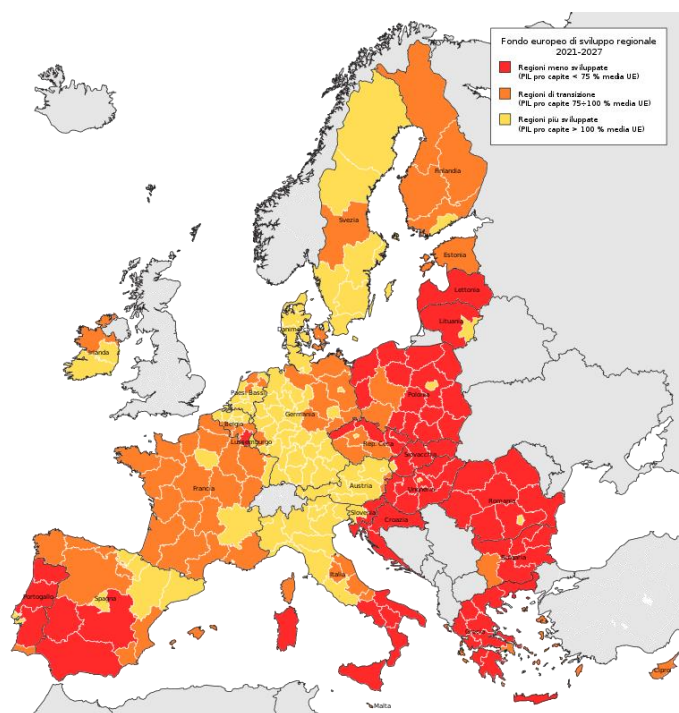 Fondo europeo di sviluppo regionale
2021-2027
Regioni meno sviluppate
(PIL pro capite < 75 % media UE)
Regioni di transizione
(PIL pro capite 75÷100 % media UE)
Regioni più sviluppate
(PIL pro capite > 100 % media UE)
Finlandia
Svezia
Estonia
Lettonia
Lituania
Irlanda
Paesi Bassi
Polonia
Germania
Belgio
Lussemburgo
Rep. Ceca
Slovacchia
Francia
Austria
Ungheria
Romania
Slovenia
Croazia
Bulgaria
Italia
Portogallo
Spagna
Cipro
Malta